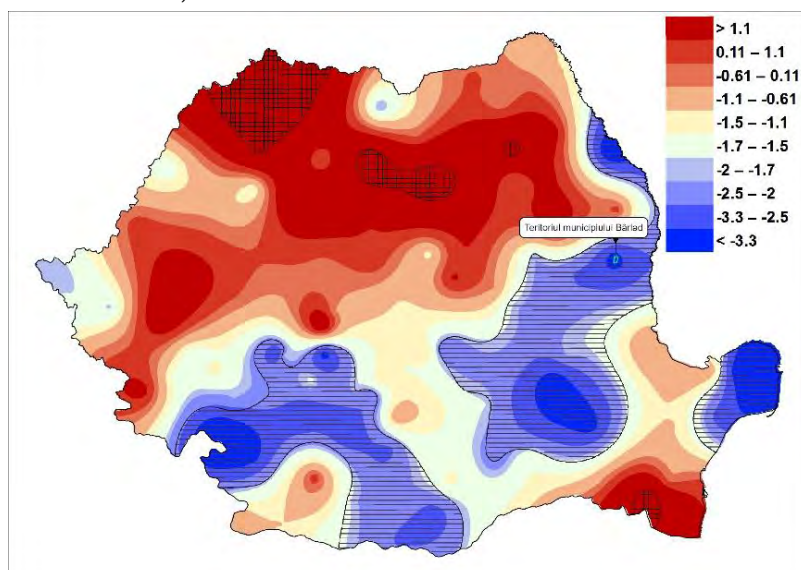 > 1.1
0.11 – 1.1
-0.61 – 0.11
-1.1 – -0.61
-1.5 – -1.1
-1.7 – -1.5
-2 – -1.7
-2.5 – -2
-3.3 – -2.5
< -3.3
Teritoriul municipiului Bârlad